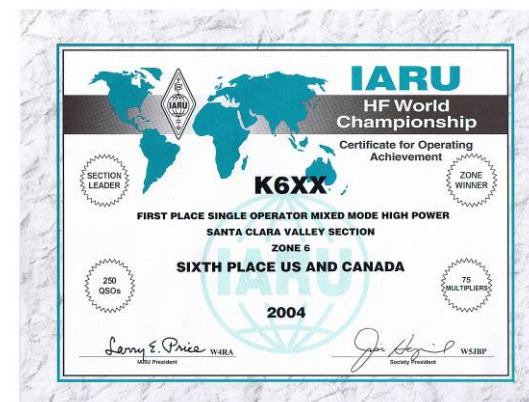 IARU
IARU
HF World
Championship
Certificate for Operating
Achievement
SECTION
LEADER
ZONE
WINNER
K6XX
FIRST PLACE SINGLE OPERATOR MIXED MODE HIGH POWER
SANTA CLARA VALLEY SECTION
ZONE 6
SIXTH PLACE US AND CANADA
IARU
250
QSOs
75
MULTIPLIERS
2004
Larry E. Price W4RA
IARU President
W5JBP
Society President